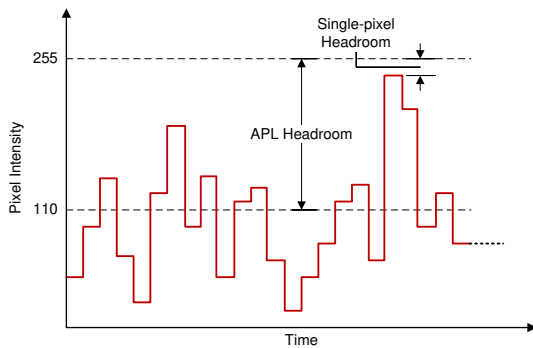 Single-pixel
Headroom
255
APL Headroom
Pixel Intensity
110
Time